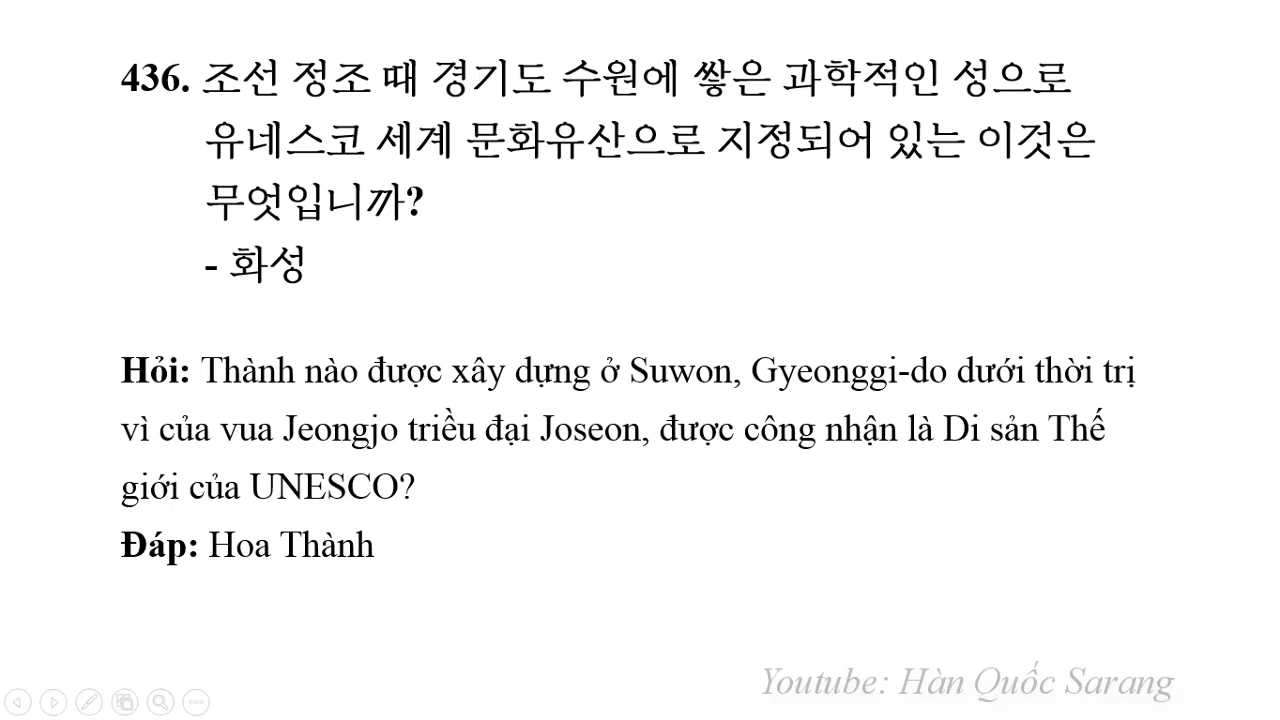 436. 조선 정조 때 경기도 수원에 쌓은 과학적인 성으로
유네스코 세계 문화유산으로 지정되어 있는 이것은
무엇입니까?
- 화성
Hỏi: Thành nào được xây dựng ở Suwon, Gyeonggi-do dưới thời trị
vì của vua Jeongjo triều đại Joseon, được công nhận là Di sản Thế
giới của UNESCO?
Đáp: Hoa Thành
Youtube: Hàn Quốc Sarang